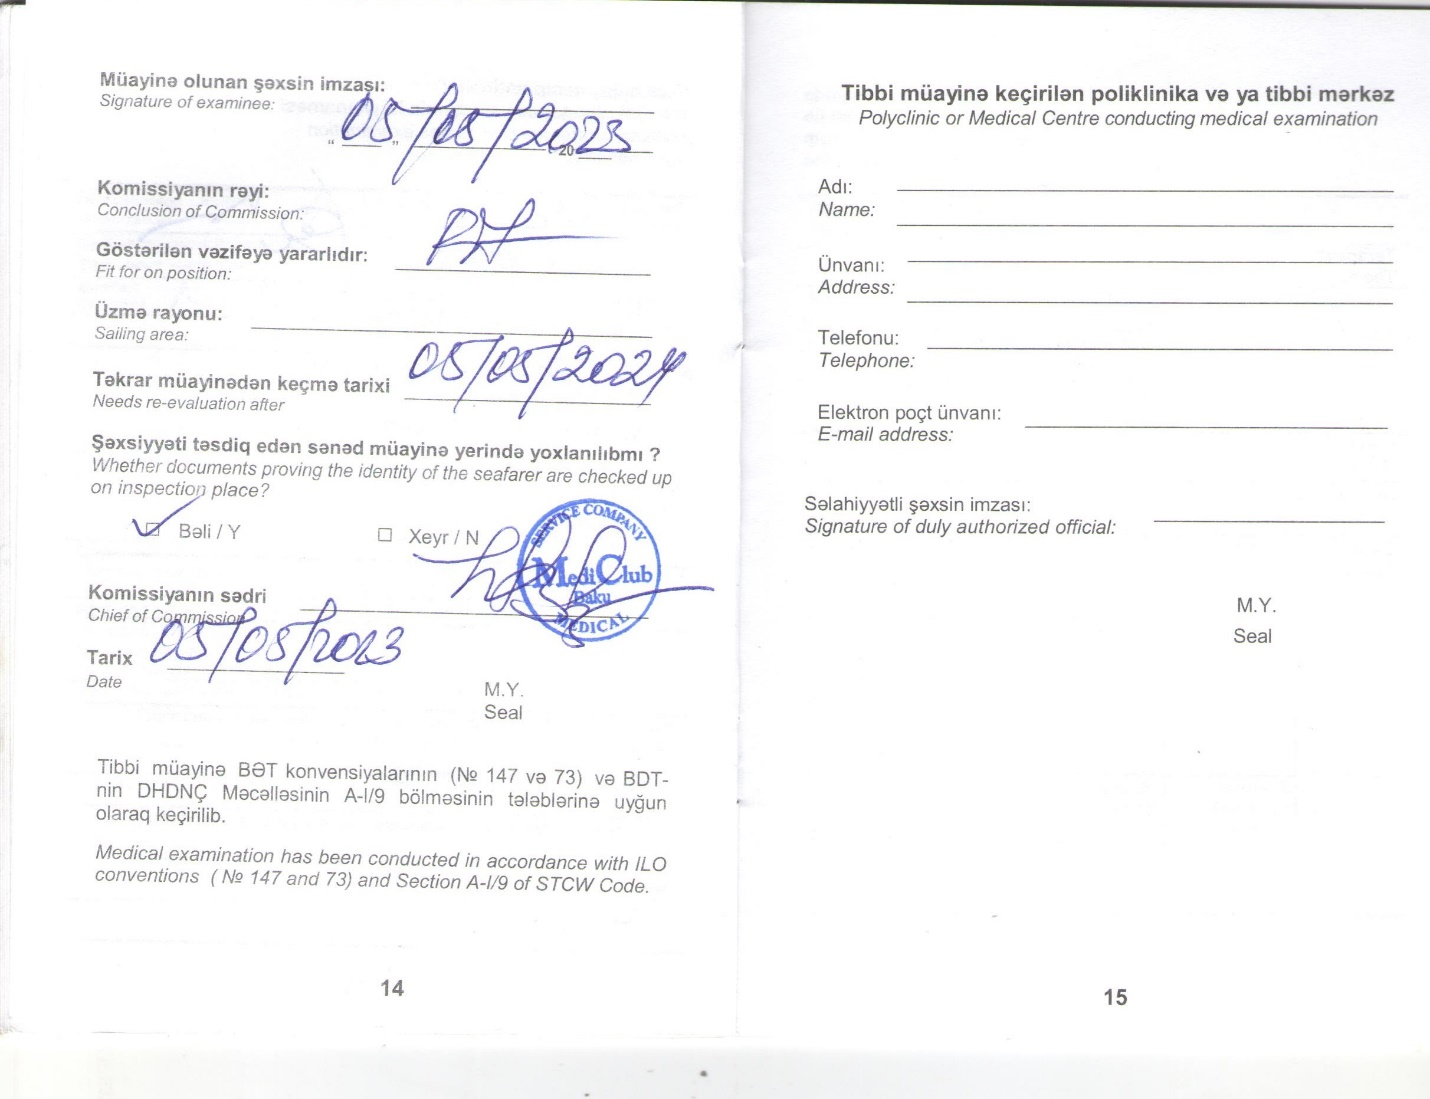 Müayinə olunan şəxsin imzası:
Signature of examinee:
05/05/2023
“ ” 20
Komissiyanın rəyi:
Conclusion of Commission:
Göstərilən vəzifəyə yararlıdır:
Fit for on position:
Üzmə rayonu:
Sailing area:
05/05/2024
Təkrar müayinədən keçmə tarixi
Needs re-evaluation after
Şəxsiyyəti təsdiq edən sənəd müayinə yerində yoxlanılıbmı ?
Whether documents proving the identity of the seafarer are checked up
on inspection place?
Bəli / Y Xeyr / N
SERVICE COMPANY
MediClub
Baku
MEDICAL
Komissiyanın sədri
Chief of Commission
05/05/2023
Tarix
Date
M.Y.
Seal
Tibbi müayinə BƏT konvensiyalarının (№ 147 və 73) və BDT-
nin DHDNÇ Məcəlləsinin A-I/9 bölməsinin tələblərinə uyğun
olaraq keçirilib.
Medical examination has been conducted in accordance with ILO
conventions ( № 147 and 73) and Section A-I/9 of STCW Code.
14
Tibbi müayinə keçirilən poliklinika və ya tibbi mərkəz
Polyclinic or Medical Centre conducting medical examination
Adı:
Name:
Ünvanı:
Address:
Telefonu:
Telephone:
Elektron poçt ünvanı:
E-mail address:
Səlahiyyətli şəxsin imzası:
Signature of duly authorized official:
M.Y.
Seal
15